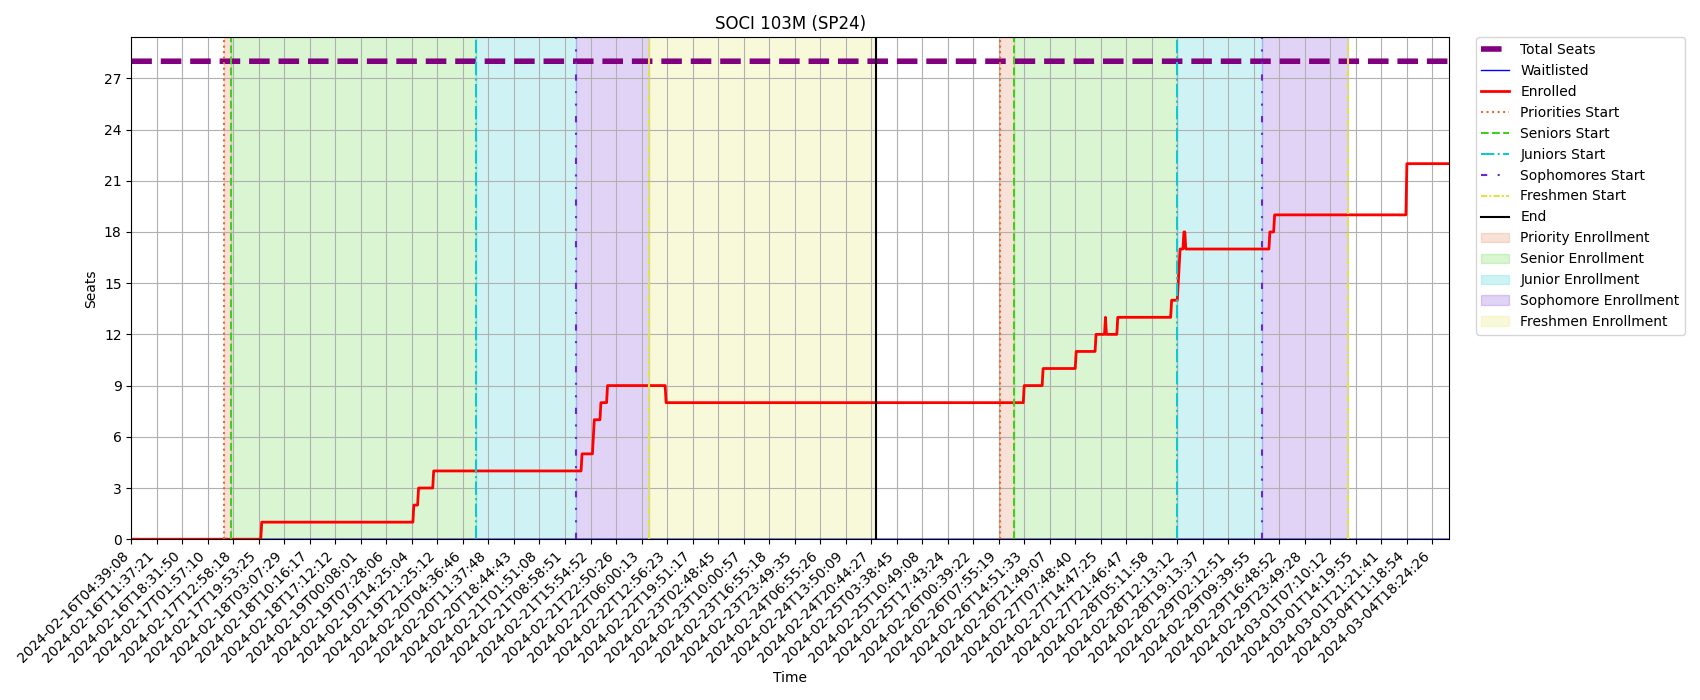 SOCI 103M (SP24)
Seats
27
24
21
18
15
12
9
6
3
0
2024-02-16T04:39:08
2024-02-16T11:37:21
2024-02-16T18:31:50
2024-02-17T01:57:10
2024-02-17T12:58:18
2024-02-17T19:53:25
2024-02-18T03:07:29
2024-02-18T10:16:17
2024-02-18T17:12:12
2024-02-19T00:08:01
2024-02-19T07:28:06
2024-02-19T14:25:04
2024-02-19T21:25:12
2024-02-20T04:36:46
2024-02-20T11:37:48
2024-02-20T18:44:43
2024-02-21T01:51:08
2024-02-21T08:58:51
2024-02-21T15:54:52
2024-02-21T22:50:26
2024-02-22T06:00:13
2024-02-22T12:56:23
2024-02-22T19:51:17
2024-02-23T02:48:45
2024-02-23T10:00:57
2024-02-23T16:55:18
2024-02-23T23:49:35
2024-02-24T06:55:26
2024-02-24T13:50:09
2024-02-24T20:44:27
2024-02-25T03:38:45
2024-02-25T10:49:08
2024-02-25T17:43:24
2024-02-26T00:39:22
2024-02-26T07:55:19
2024-02-26T14:51:33
2024-02-26T21:49:07
2024-02-27T07:48:40
2024-02-27T14:47:25
2024-02-27T21:46:47
2024-02-28T05:11:58
2024-02-28T12:13:12
2024-02-28T19:13:37
2024-02-29T02:12:51
2024-02-29T09:39:55
2024-02-29T16:48:52
2024-02-29T23:49:28
2024-03-01T07:10:12
2024-03-01T14:19:55
2024-03-01T21:21:41
2024-03-04T11:18:54
2024-03-04T18:24:26
Time
Total Seats
Waitlisted
Enrolled
Priorities Start
Seniors Start
Juniors Start
Sophomores Start
Freshmen Start
End
Priority Enrollment
Senior Enrollment
Junior Enrollment
Sophomore Enrollment
Freshmen Enrollment